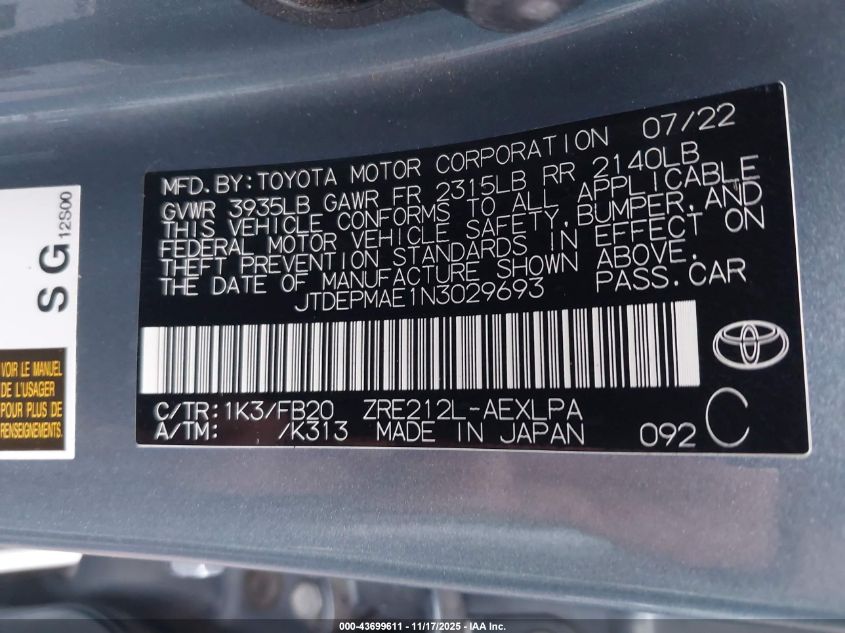 MFD. BY: TOYOTA MOTOR CORPORATION 07/22
GVWR 3935LB GAWR FR 2315LB RR 2140LB
THIS VEHICLE CONFORMS TO ALL APPLICABLE
FEDERAL MOTOR VEHICLE SAFETY, BUMPER, AND
THEFT PREVENTION STANDARDS IN EFFECT ON
THE DATE OF MANUFACTURE SHOWN ABOVE.
JTDEPMAE1N3029693 PASS. CAR
C/TR: 1K3/FB20 ZRE212L-AEXLPA
A/TM: /K313 MADE IN JAPAN 092 C
SG 12S00
VOIR LE MANUEL
DE L'USAGER
POUR PLUS DE
RENSEIGNEMENTS.
000-43699611 - 11/17/2025 - IAA Inc.